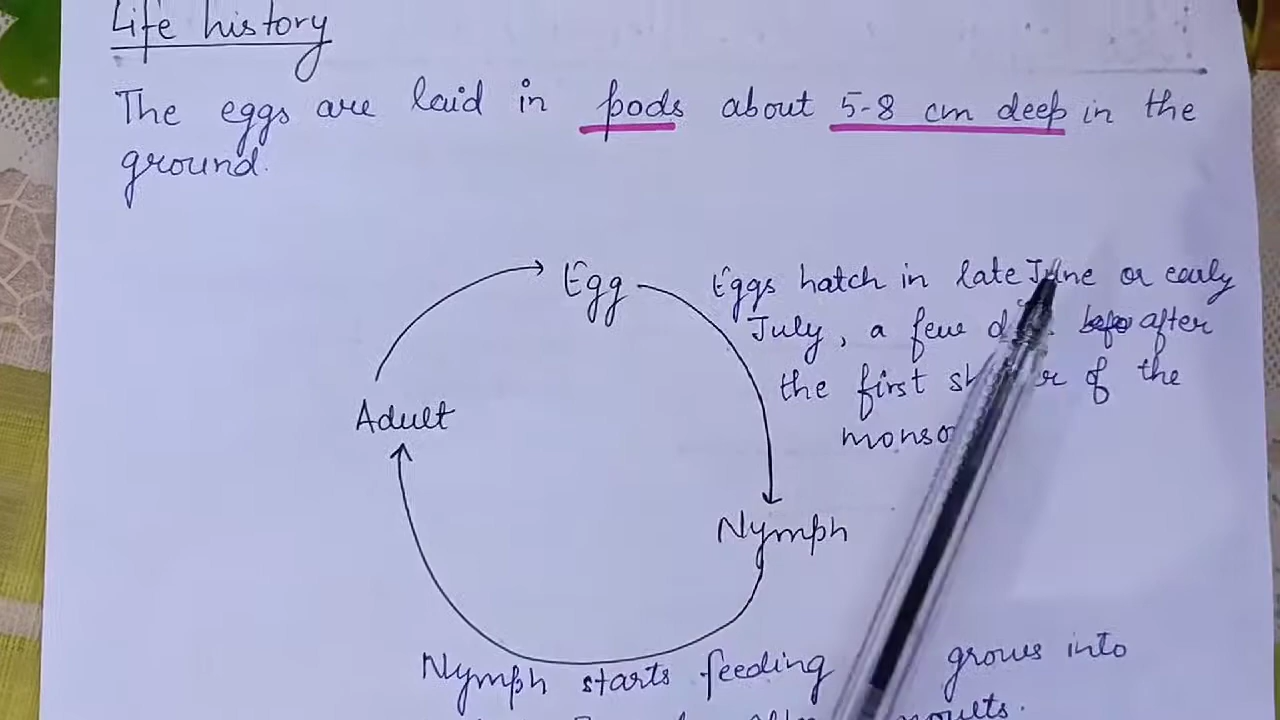 Life history
The eggs are laid in pods about 5-8 cm deep in the
ground.
Egg
Eggs hatch in late June or early
July, a few after
the first of the
Adult
Nymph
Nymph starts feeding grows into
moults.